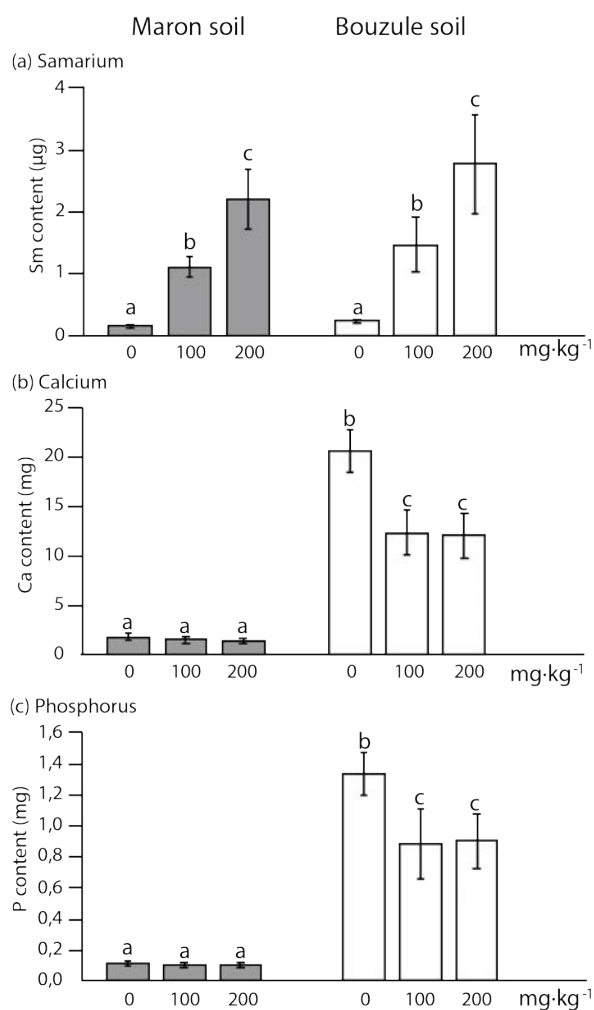 Maron soil Bouzule soil
(a) Samarium
Sm content (µg)
4
3
2
1
0
a b c a b c
0 100 200 0 100 200 mg·kg⁻¹
(b) Calcium
Ca content (mg)
25
20
15
10
5
0
a a a b c c
0 100 200 0 100 200 mg·kg⁻¹
(c) Phosphorus
P content (mg)
1,6
1,4
1,2
1,0
0,8
0,6
0,4
0,2
0,0
a a a b c c
0 100 200 0 100 200 mg·kg⁻¹